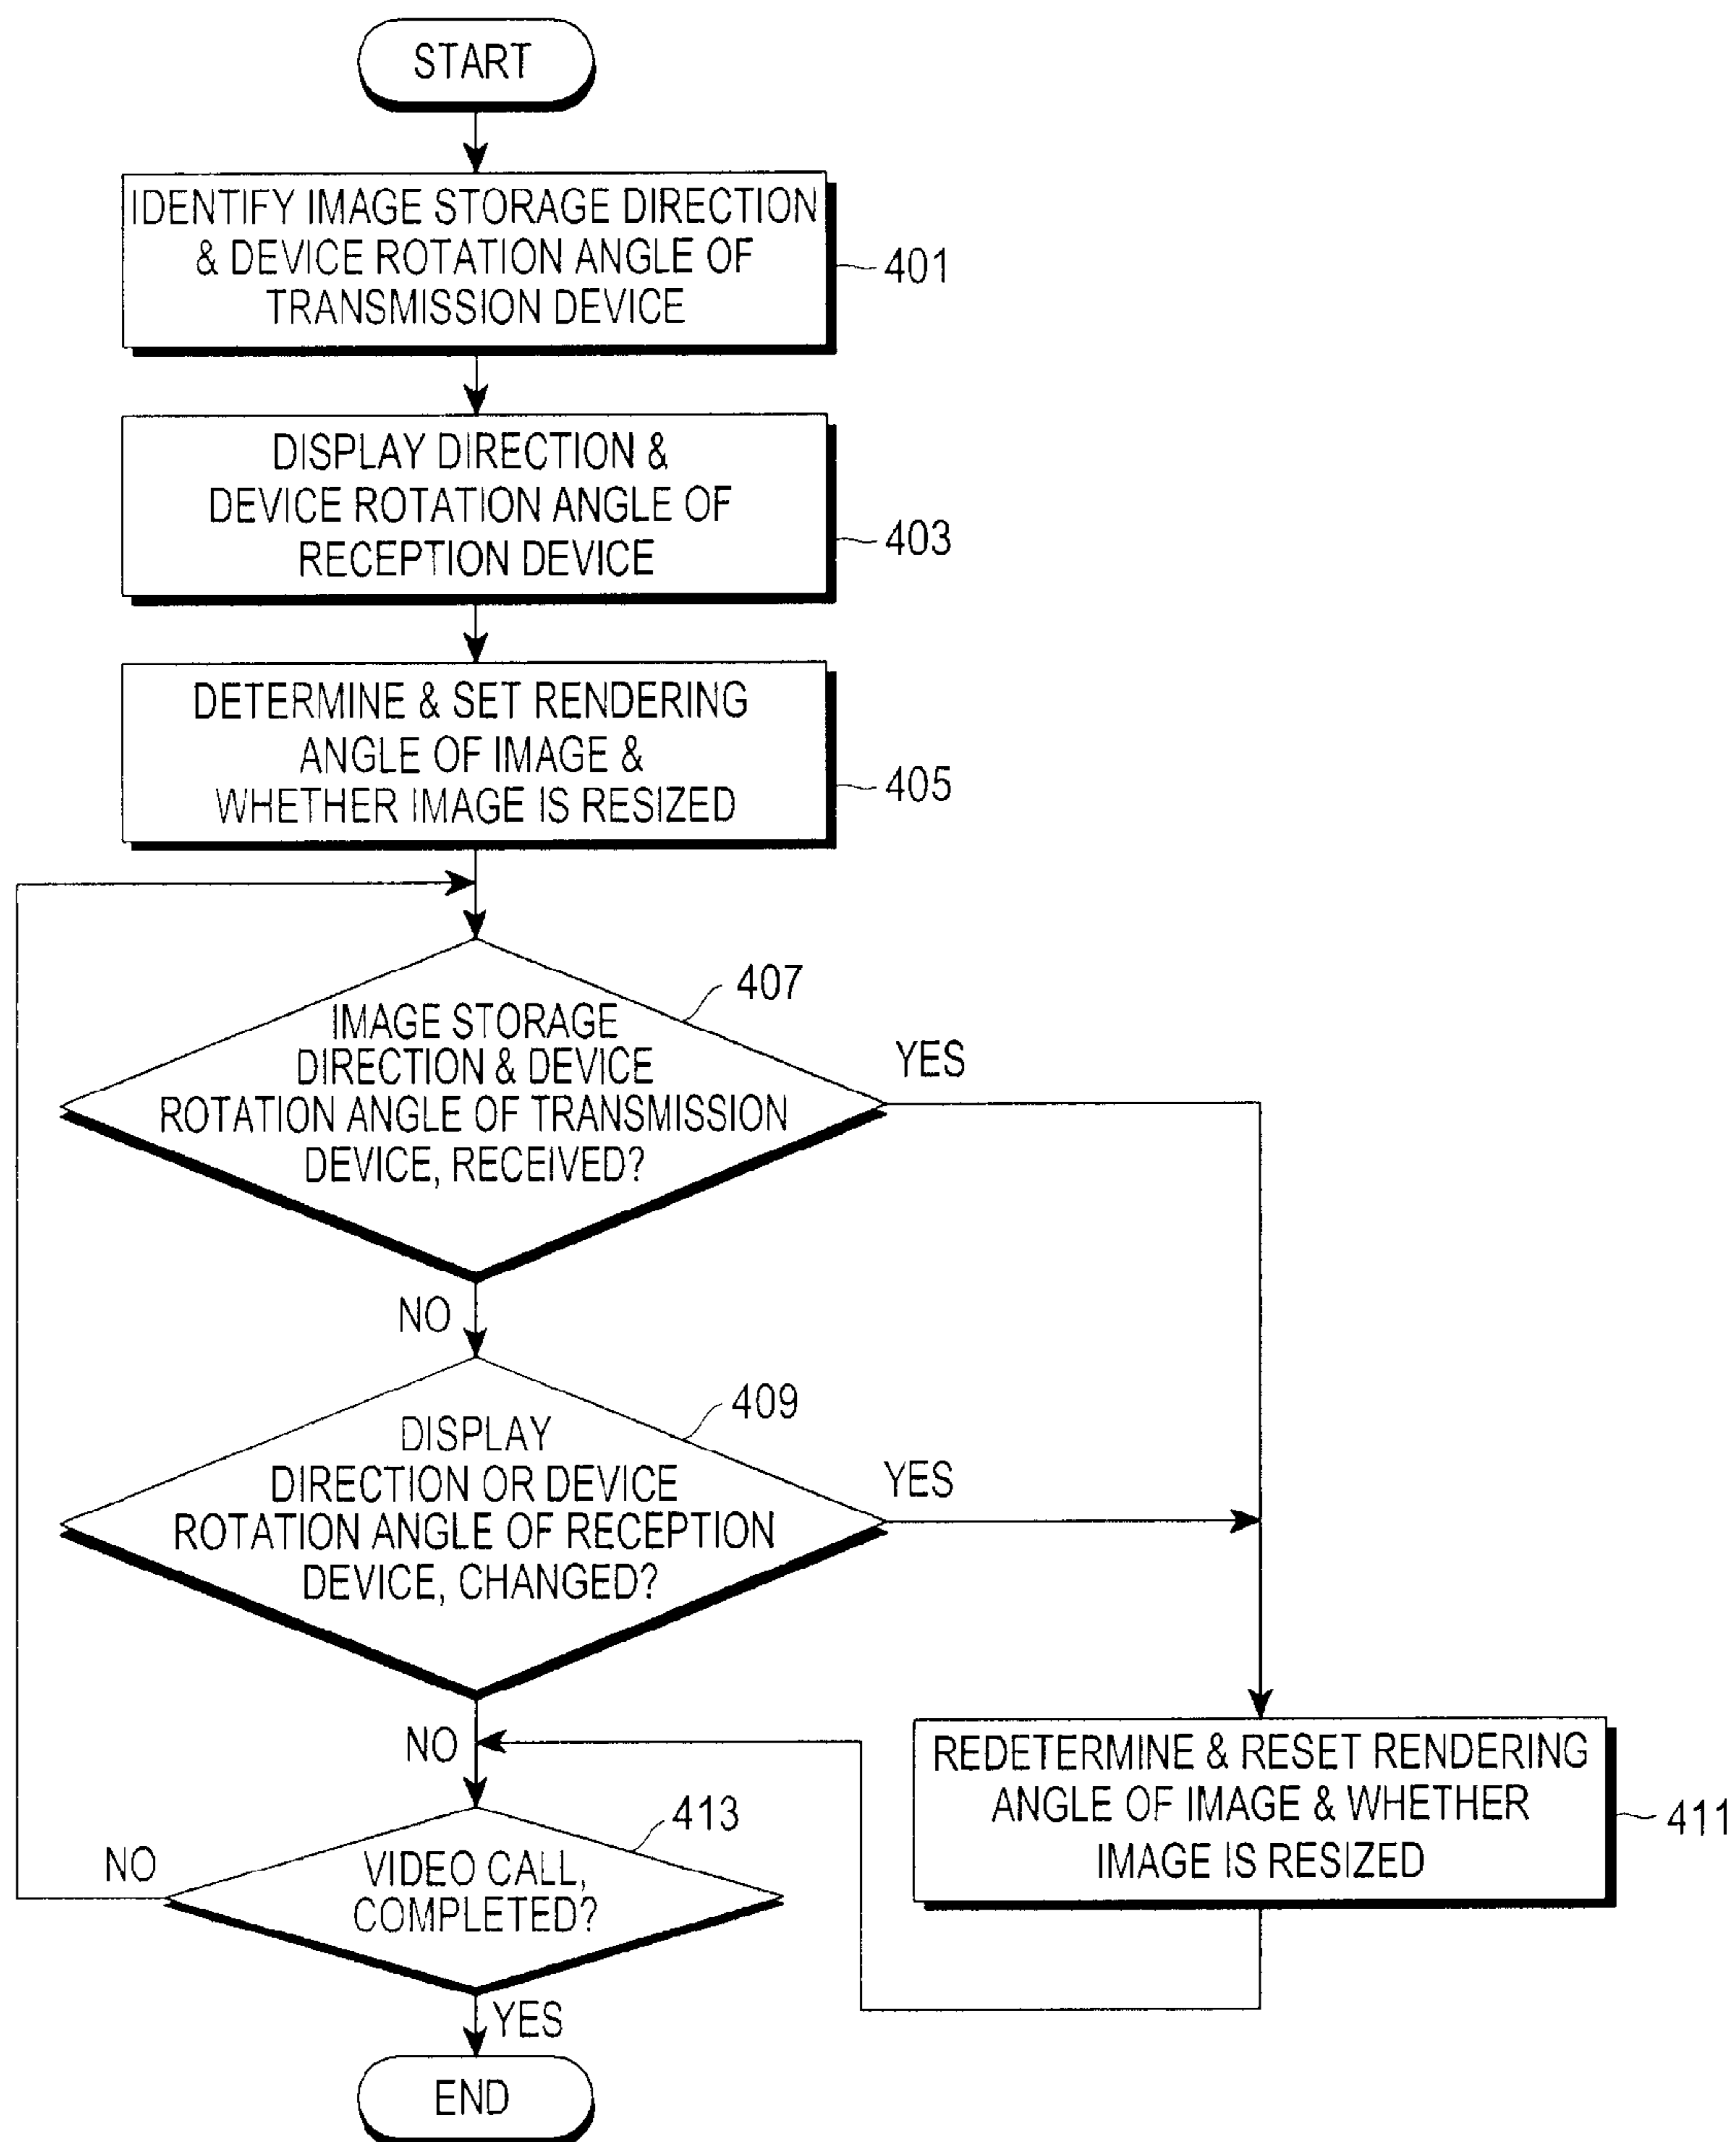 START
IDENTIFY IMAGE STORAGE DIRECTION
& DEVICE ROTATION ANGLE OF
TRANSMISSION DEVICE
401
DISPLAY DIRECTION &
DEVICE ROTATION ANGLE OF
RECEPTION DEVICE
403
DETERMINE & SET RENDERING
ANGLE OF IMAGE &
WHETHER IMAGE IS RESIZED
405
407
IMAGE STORAGE
DIRECTION & DEVICE
ROTATION ANGLE OF TRANSMISSION
DEVICE, RECEIVED?
YES
NO
409
DISPLAY
DIRECTION OR DEVICE
ROTATION ANGLE OF RECEPTION
DEVICE, CHANGED?
YES
NO
REDETERMINE & RESET RENDERING
ANGLE OF IMAGE & WHETHER
IMAGE IS RESIZED
411
413
VIDEO CALL,
COMPLETED?
NO
YES
END